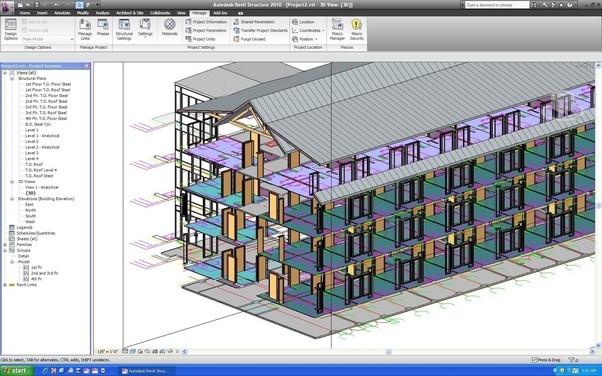 Autodesk Revit Structure 2010 - [Project2.rvt - 3D View: {3D}]
Type a keyword or phrase
Home Insert Annotate Modify Analyze Architect & Site Collaborate View Manage Add-Ins
Design Options
Add to Set
Pick to Edit
Main Model
Manage Links
Phases
Structural Settings
Settings
Materials
Project Information
Project Parameters
Project Units
Shared Parameters
Transfer Project Standards
Purge Unused
Location
Coordinates
Position
Macro Manager
Macro Security
Design Options Manage Project Project Settings Project Location Macros
Project2.rvt - Project browser
Views (all)
Structural Plans
1st Floor T.O. Floor Steel
2nd Flr. T.O. Roof Steel
2nd Flr. T.O. Floor Steel
3rd Flr. T.O. Floor Steel
3rd Flr. T.O. Roof Steel
4th Flr. T.O. Floor Steel
B.O. Steel Col.
Level 1
Level 1 - Analytical
Level 2
Level 2 - Analytical
Level 3
Level 4
T.O. Roof
T.O. Roof Level 4
T.O. Roof West
3D Views
View 1 - Analytical
{3D}
Elevations (Building Elevation)
East
North
South
West
Legends
Schedules/Quantities
Sheets (all)
Families
Groups
Detail
Model
1st flr
2nd and 3rd flr
4th flr
Revit Links
1/8" = 1'-0"
Click to select, TAB for alternates, CTRL adds, SHIFT unselects.
Press & Drag
start
Autodesk Revit Struc...